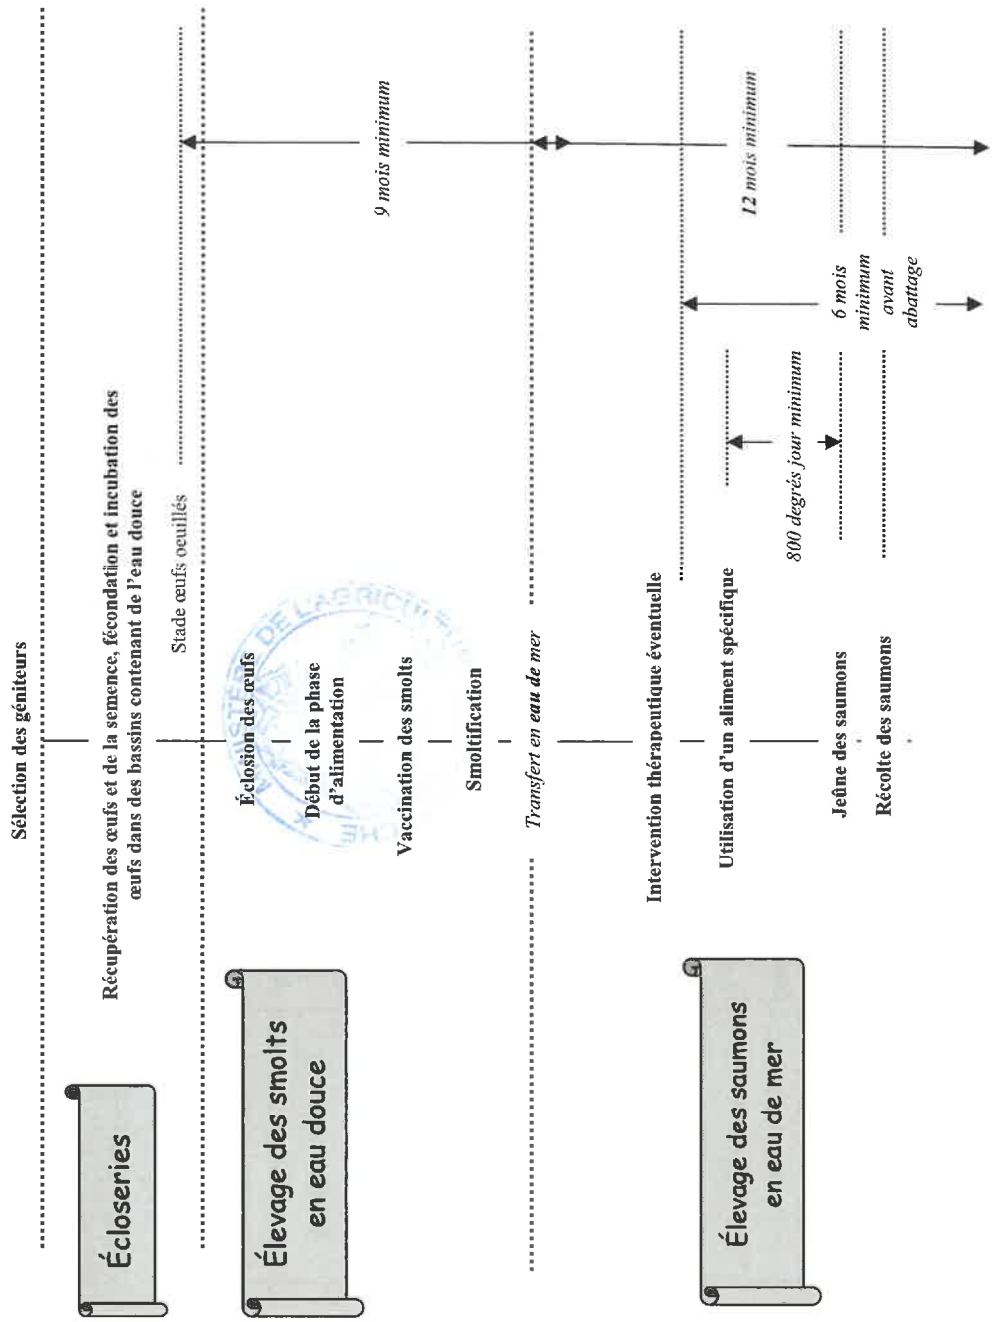 Sélection des géniteurs
Écloseries
Récupération des œufs et de la semence, fécondation et incubation des
œufs dans des bassins contenant de l'eau douce
Stade œufs oeuillés
Élevage des smolts
en eau douce
Éclosion des œufs
Début de la phase
d'alimentation
Vaccination des smolts
Smoltification
9 mois minimum
Transfert en eau de mer
Élevage des saumons
en eau de mer
Intervention thérapeutique éventuelle
Utilisation d'un aliment spécifique
800 degrés jour minimum
Jeûne des saumons
Récolte des saumons
6 mois
minimum
avant
abattage
12 mois minimum
MINISTÈRE DE L'AGRICULTURE